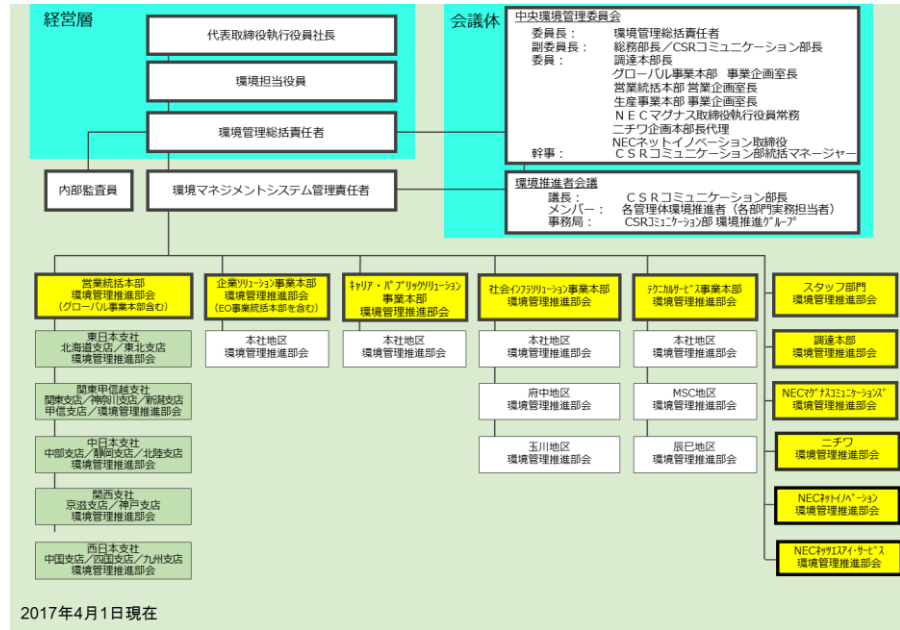 経営層
代表取締役執行役員社長
環境担当役員
環境管理総括責任者
内部監査員
環境マネジメントシステム管理責任者
会議体
中央環境管理委員会
委員長： 環境管理総括責任者
副委員長： 総務部長／CSRコミュニケーション部長
委員： 調達本部長
グローバル事業本部 事業企画室長
営業統括本部 営業企画室長
生産事業本部 事業企画室長
ＮＥＣマグナス取締役執行役員常務
ニチワ企画本部長代理
NECネットイノベーション取締役
幹事： ＣＳＲコミュニケーション部統括マネージャー
環境推進者会議
議長： ＣＳＲコミュニケーション部長
メンバー： 各管理体環境推進者（各部門実務担当者）
事務局： CSRｺﾐｭﾆｹｰｼｮﾝ部 環境推進ｸﾞﾙｰﾌﾟ
営業統括本部
環境管理推進部会
(グローバル事業本部含む)
東日本支社
北海道支店／東北支店
環境管理推進部会
関東甲信越支社
関東支店／神奈川支店／新潟支店
甲信支店／環境管理推進部会
中日本支社
中部支店／静岡支店／北陸支店
環境管理推進部会
関西支社
京滋支店／神戸支店
環境管理推進部会
西日本支社
中国支店／四国支店／九州支店
環境管理推進部会
企業ｿﾘｭｰｼｮﾝ事業本部
環境管理推進部会
(EO事業統括本部を含む)
本社地区
環境管理推進部会
ｷｬﾘｱ・ﾊﾟﾌﾞﾘｯｸｿﾘｭｰｼｮﾝ
事業本部
環境管理推進部会
本社地区
環境管理推進部会
社会ｲﾝﾌﾗｿﾘｭｰｼｮﾝ事業本部
環境管理推進部会
本社地区
環境管理推進部会
府中地区
環境管理推進部会
玉川地区
環境管理推進部会
ﾃｸﾆｶﾙｻｰﾋﾞｽ事業本部
環境管理推進部会
本社地区
環境管理推進部会
MSC地区
環境管理推進部会
辰巳地区
環境管理推進部会
スタッフ部門
環境管理推進部会
調達本部
環境管理推進部会
NECﾏｸﾞﾅｽｺﾐｭﾆｹｰｼｮﾝｽﾞ
環境管理推進部会
ニチワ
環境管理推進部会
NECﾈｯﾄｲﾉﾍﾞｰｼｮﾝ
環境管理推進部会
NECﾈｯﾂｴｽｱｲ・ｻｰﾋﾞｽ
環境管理推進部会
2017年4月1日現在